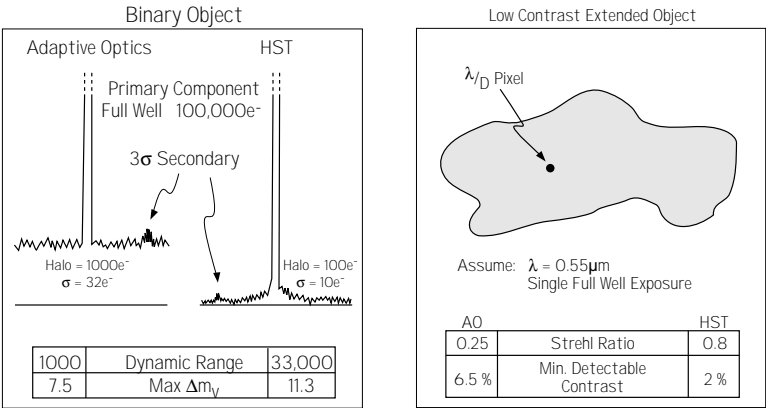 Binary Object
Adaptive Optics HST
Primary Component
Full Well 100,000e-
3σ Secondary
Halo = 1000e-
σ = 32e-
Halo = 100e-
σ = 10e-
1000 Dynamic Range 33,000
7.5 Max ΔmV 11.3
Low Contrast Extended Object
λ/D Pixel
Assume: λ = 0.55μm
Single Full Well Exposure
AO HST
0.25 Strehl Ratio 0.8
6.5 % Min. Detectable Contrast 2 %